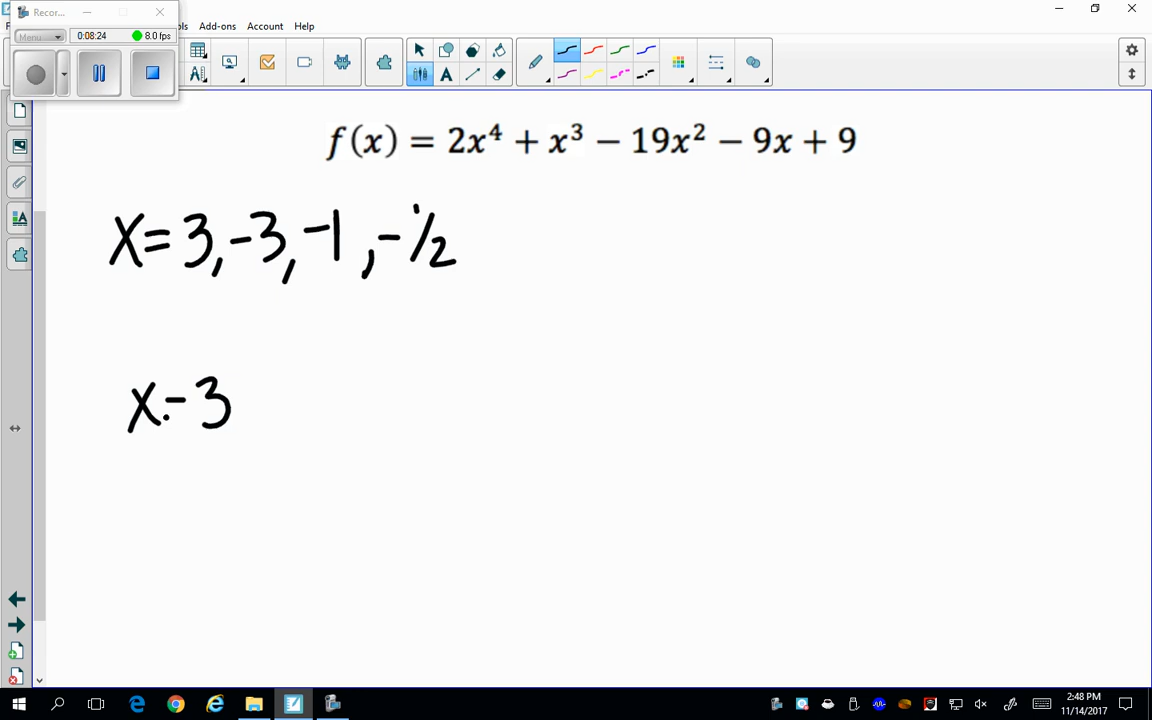 Recor...
Menu 0:08:24 8.0 fps
Add-ons Account Help
f(x) = 2x⁴ + x³ − 19x² − 9x + 9
X = 3, -3, -1, -1/2
x - 3
2:48 PM
11/14/2017